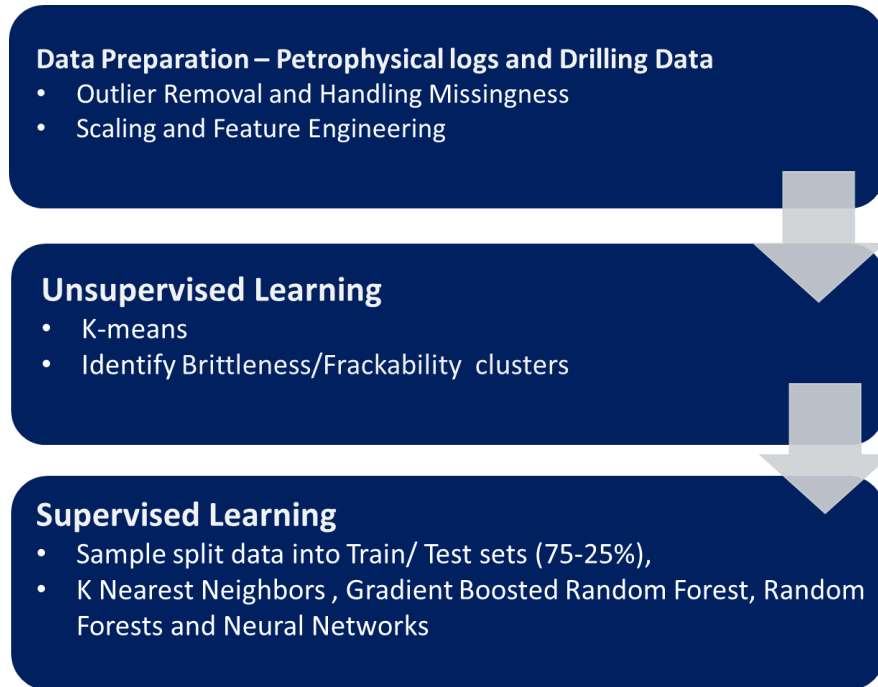 Data Preparation – Petrophysical logs and Drilling Data
• Outlier Removal and Handling Missingness
• Scaling and Feature Engineering
Unsupervised Learning
• K-means
• Identify Brittleness/Frackability clusters
Supervised Learning
• Sample split data into Train/ Test sets (75-25%),
• K Nearest Neighbors , Gradient Boosted Random Forest, Random
Forests and Neural Networks